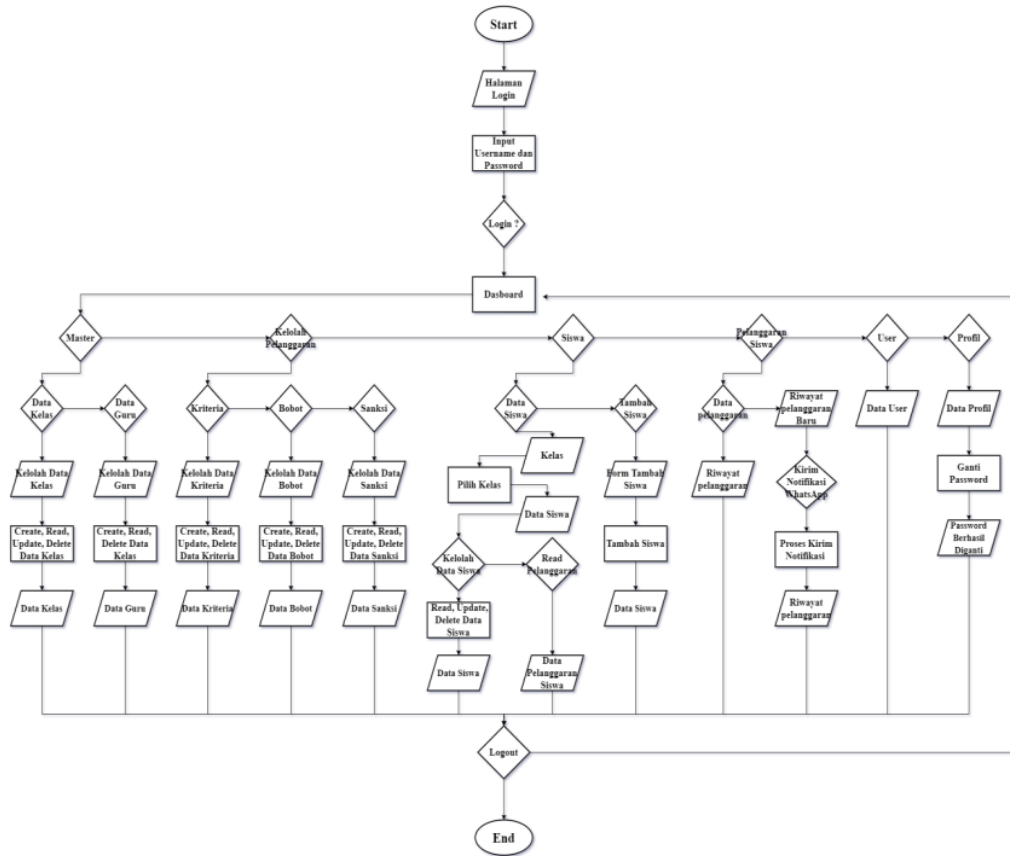 Start
Halaman
Login
Input
Username dan
Password
Login ?
Dasboard
Master
Kelolah
Pelanggaran
Siswa
Pelanggaran
Siswa
User
Profil
Data
Kelas
Data
Guru
Kriteria
Bobot
Sanksi
Data
Siswa
Tambah
Siswa
Data
pelanggaran
Riwayat
pelanggaran
Baru
Data User
Data Profil
Kelolah Data
Kelas
Kelolah Data
Guru
Kelolah Data
Kriteria
Kelolah Data
Bobot
Kelolah Data
Sanksi
Kelas
Pilih Kelas
Data Siswa
Form Tambah
Siswa
Riwayat
pelanggaran
Kirim
Notifikasi
WhatsApp
Ganti
Password
Create, Read,
Update, Delete
Data Kelas
Create, Read,
Delete Data
Kelas
Create, Read,
Update, Delete
Data Kriteria
Create, Read,
Update, Delete
Data Bobot
Create, Read,
Update, Delete
Data Sanksi
Kelolah
Data Siswa
Read
Pelanggaran
Tambah Siswa
Proses Kirim
Notifikasi
Password
Berhasil
Diganti
Data Kelas
Data Guru
Data Kriteria
Data Bobot
Data Sanksi
Read, Update,
Delete Data
Siswa
Data Siswa
Riwayat
pelanggaran
Data Siswa
Data
Pelanggaran
Siswa
Logout
End